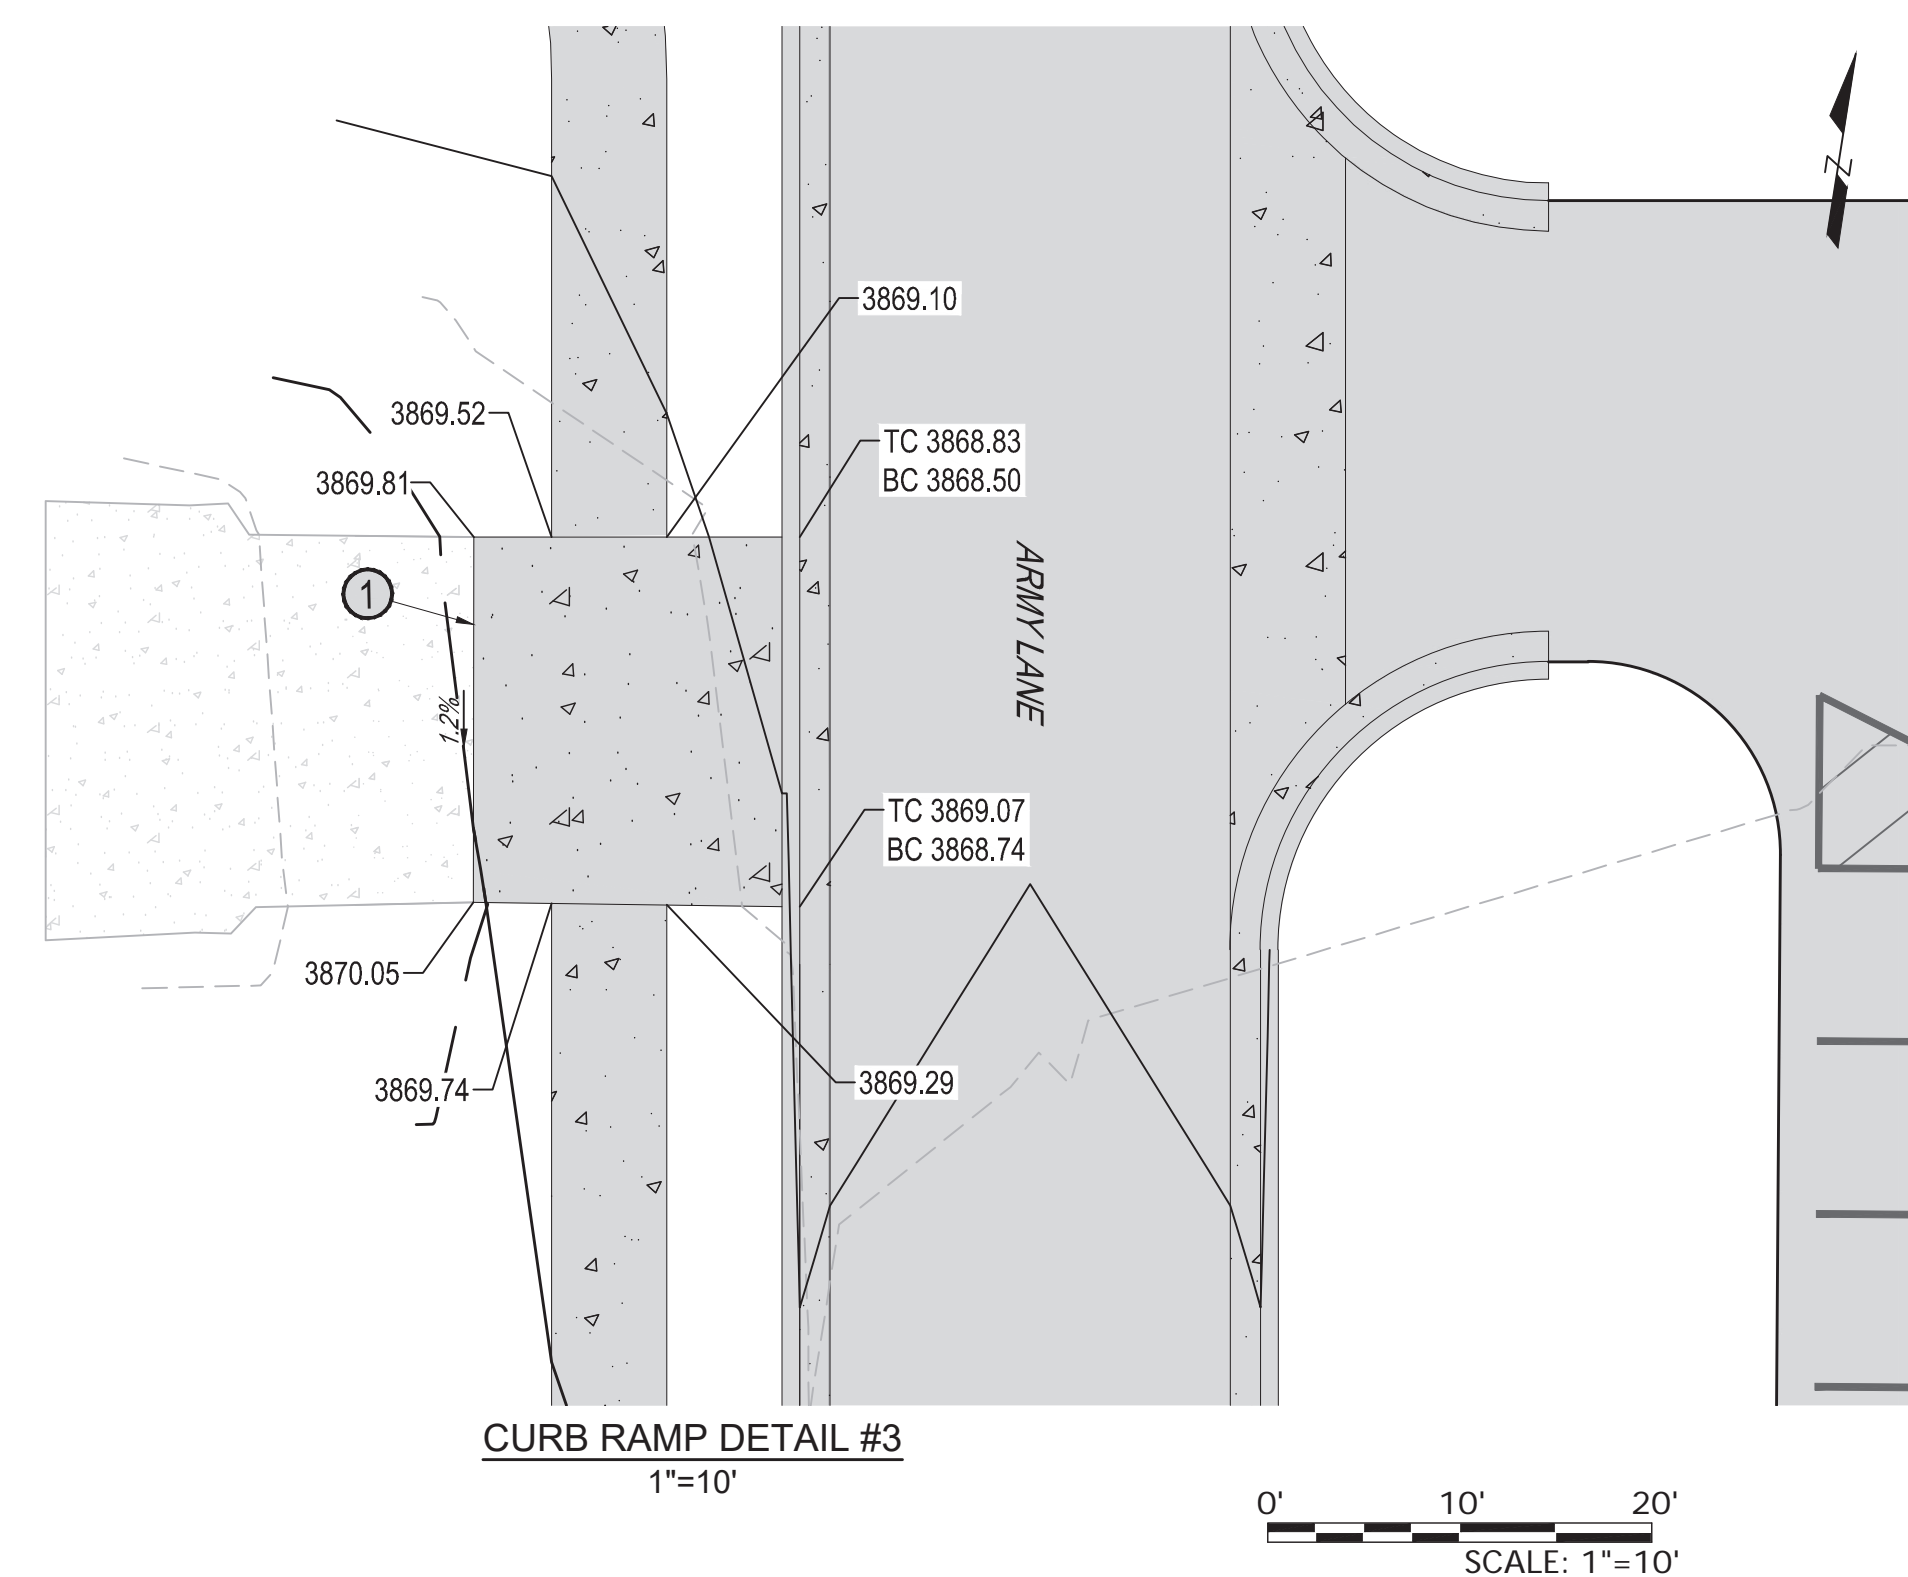 Z
3869.10
3869.52
TC 3868.83
BC 3868.50
3869.81
ARMY LANE
1
1.2%
TC 3869.07
BC 3868.74
3870.05
3869.74
3869.29
CURB RAMP DETAIL #3
1"=10'
0' 10' 20'
SCALE: 1"=10'